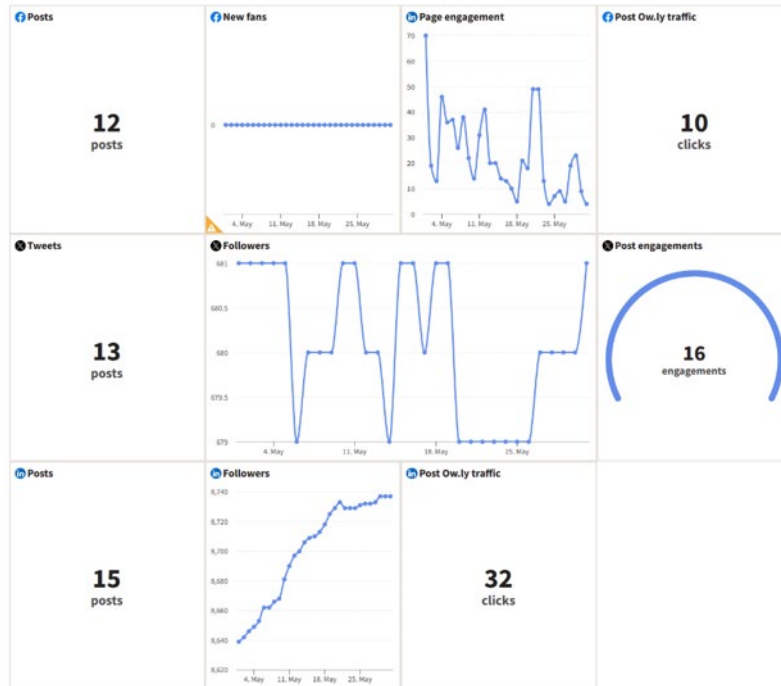 Posts
12
posts
New fans
0
4. May 11. May 18. May 25. May
Page engagement
70
60
50
40
30
20
10
0
4. May 11. May 18. May 25. May
Post Ow.ly traffic
10
clicks
Tweets
13
posts
Followers
681
680.5
680
679.5
679
4. May 11. May 18. May 25. May
Post engagements
16
engagements
Posts
15
posts
Followers
8,740
8,720
8,700
8,680
8,660
8,640
8,620
4. May 11. May 18. May 25. May
Post Ow.ly traffic
32
clicks